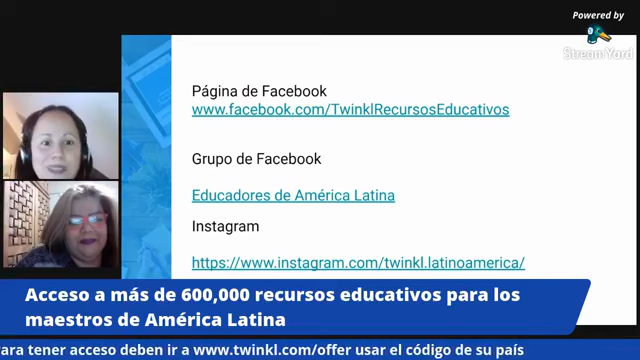 Powered by
StreamYard
Página de Facebook
www.facebook.com/TwinklRecursosEducativos
Grupo de Facebook
Educadores de América Latina
Instagram
https://www.instagram.com/twinkl.latinoamerica/
Acceso a más de 600,000 recursos educativos para los
maestros de América Latina
ara tener acceso deben ir a www.twinkl.com/offer usar el código de su país